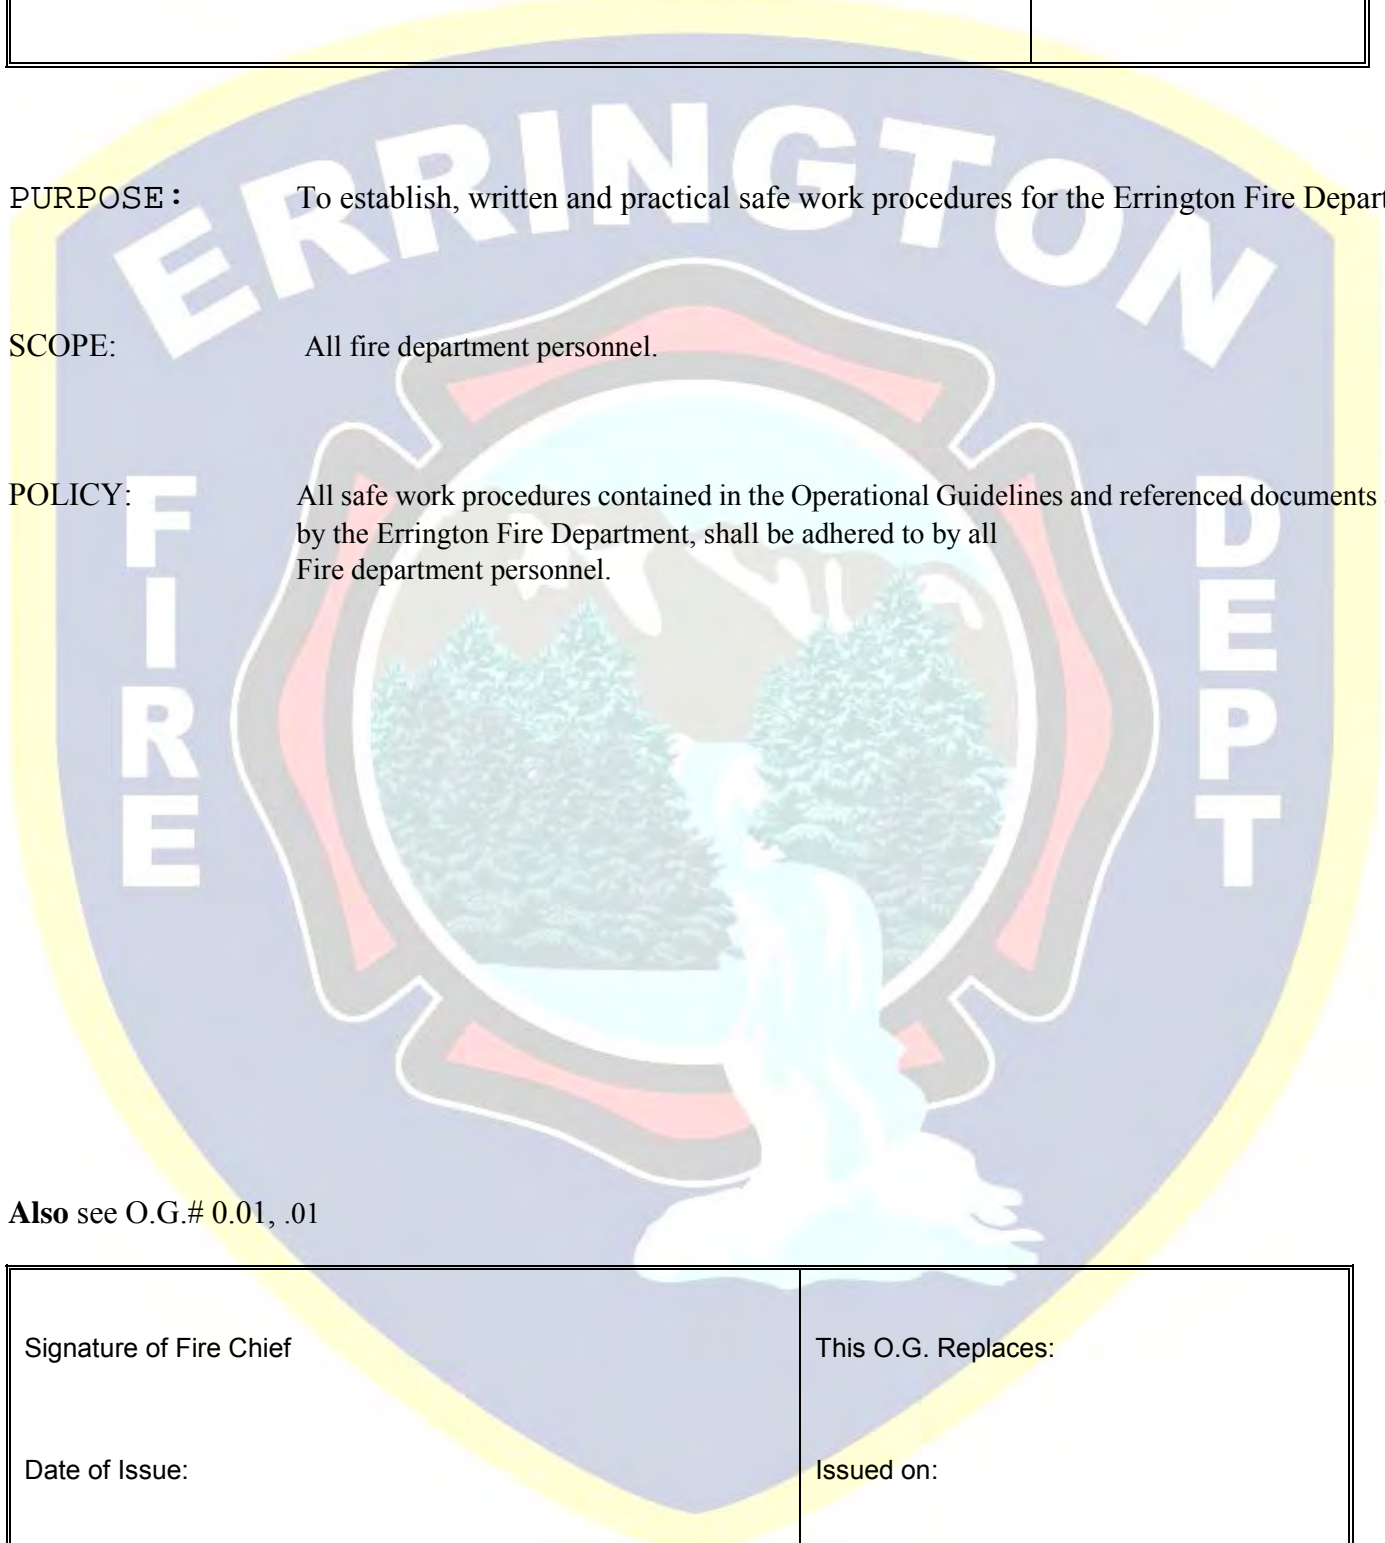 ERRINGTON
FIRE
DEPT
PURPOSE: To establish, written and practical safe work procedures for the Errington Fire Depart
SCOPE: All fire department personnel.
POLICY: All safe work procedures contained in the Operational Guidelines and referenced documents
by the Errington Fire Department, shall be adhered to by all
Fire department personnel.
Also see O.G.# 0.01, .01
Signature of Fire Chief
This O.G. Replaces:
Date of Issue:
Issued on: